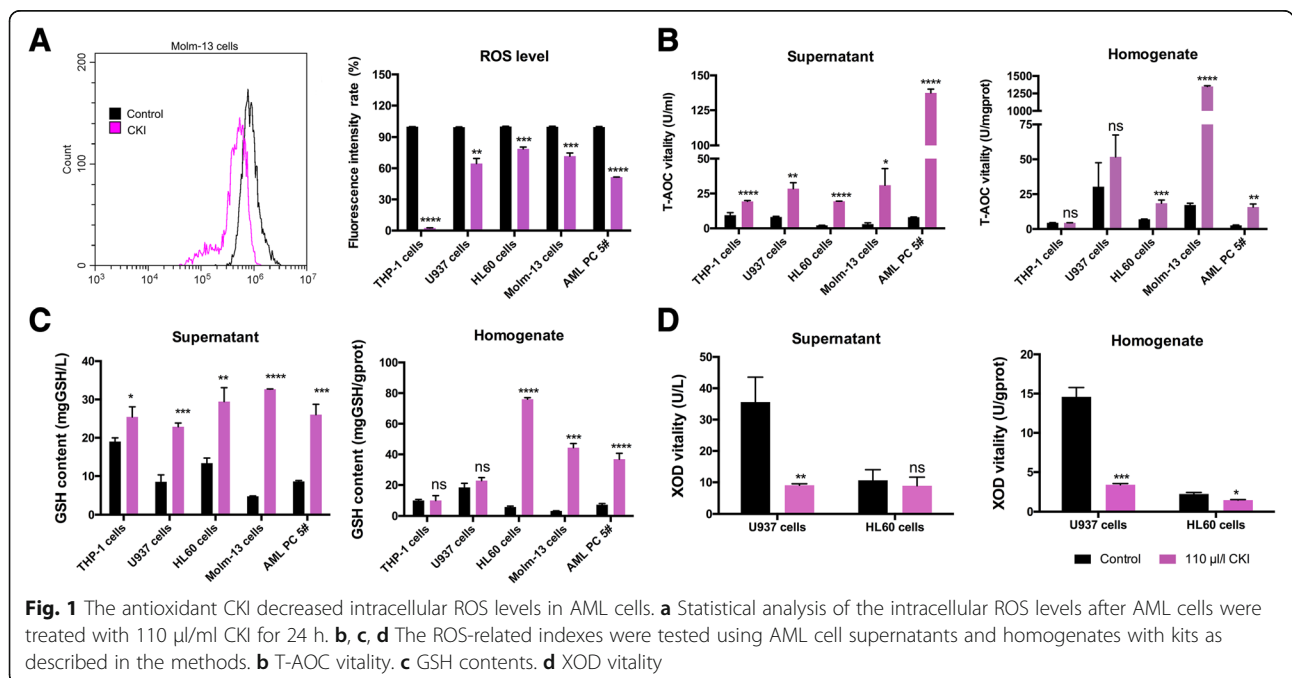 A
Molm-13 cells
200
100
0
Count
Control
CKI
10³ 10⁴ 10⁵ 10⁶ 10⁷
ROS level
Fluorescence intensity rate (%)
150
120
90
60
30
0
****
**
***
***
****
THP-1 cells
U937 cells
HL60 cells
Molm-13 cells
AML PC 5#
B
Supernatant
T-AOC vitality (U/ml)
150
100
50
25
0
****
**
****
*
****
THP-1 cells
U937 cells
HL60 cells
Molm-13 cells
AML PC 5#
Homogenate
T-AOC vitality (U/mgprot)
1500
1250
1000
50
25
0
ns
ns
***
****
**
THP-1 cells
U937 cells
HL60 cells
Molm-13 cells
AML PC 5#
C
Supernatant
GSH content (mgGSH/L)
40
30
20
10
0
*
***
**
****
***
THP-1 cells
U937 cells
HL60 cells
Molm-13 cells
AML PC 5#
Homogenate
GSH content (mgGSH/gprot)
100
80
60
40
20
0
ns
ns
****
***
****
THP-1 cells
U937 cells
HL60 cells
Molm-13 cells
AML PC 5#
D
Supernatant
XOD vitality (U/L)
50
40
30
20
10
0
**
ns
U937 cells
HL60 cells
Homogenate
XOD vitality (U/gprot)
20
15
10
5
0
***
*
U937 cells
HL60 cells
Control
110 µl/l CKI
Fig. 1 The antioxidant CKI decreased intracellular ROS levels in AML cells. a Statistical analysis of the intracellular ROS levels after AML cells were
treated with 110 µl/ml CKI for 24 h. b, c, d The ROS-related indexes were tested using AML cell supernatants and homogenates with kits as
described in the methods. b T-AOC vitality. c GSH contents. d XOD vitality